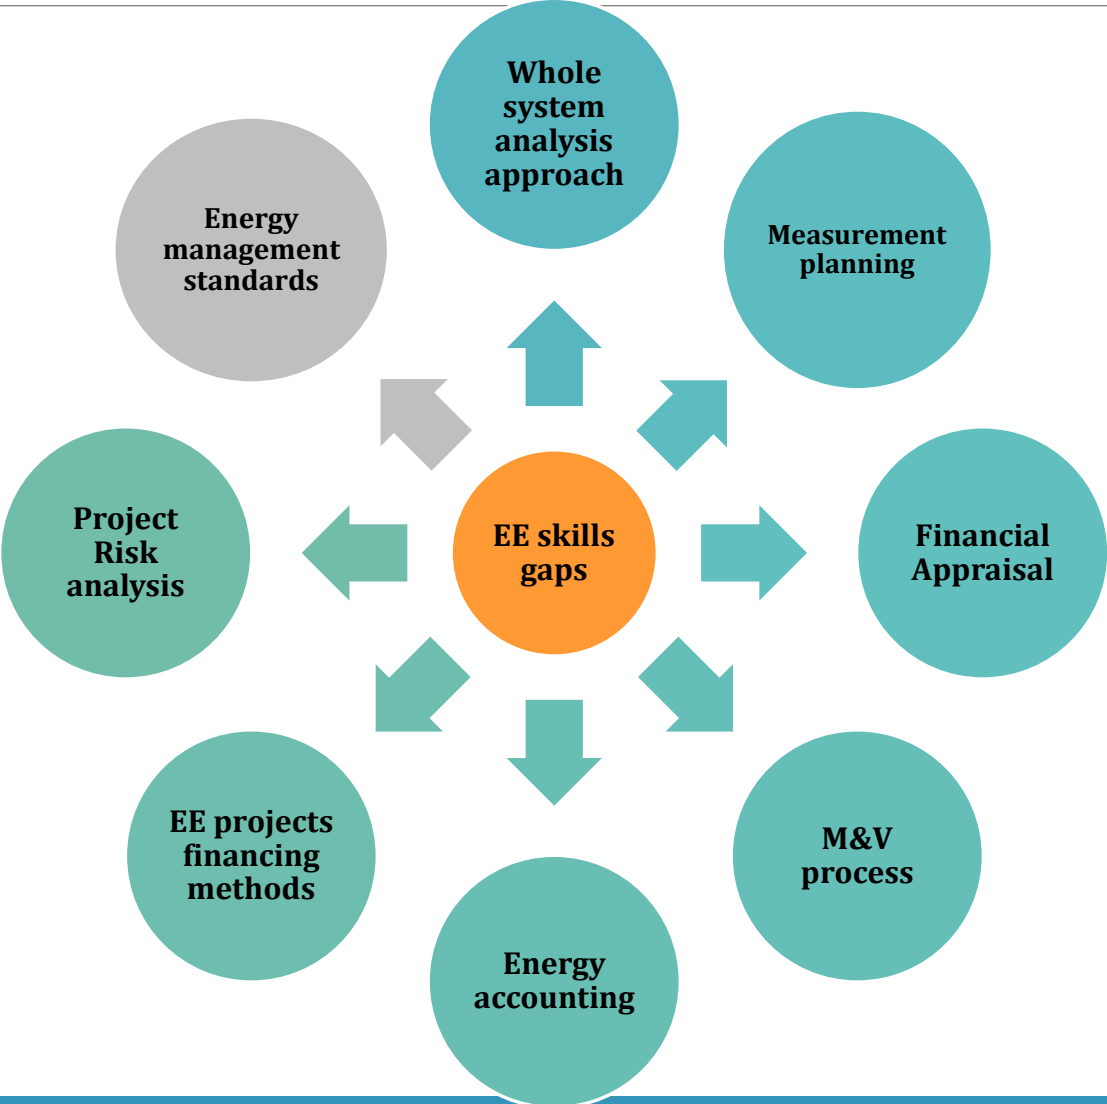 Whole
system
analysis
approach
Measurement
planning
Financial
Appraisal
M&V
process
Energy
accounting
EE projects
financing
methods
Project
Risk
analysis
Energy
management
standards
EE skills
gaps